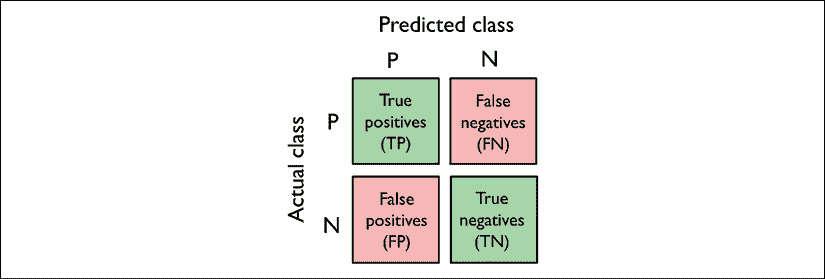 Predicted class
P
N
Actual class
P
True
positives
(TP)
False
negatives
(FN)
N
False
positives
(FP)
True
negatives
(TN)